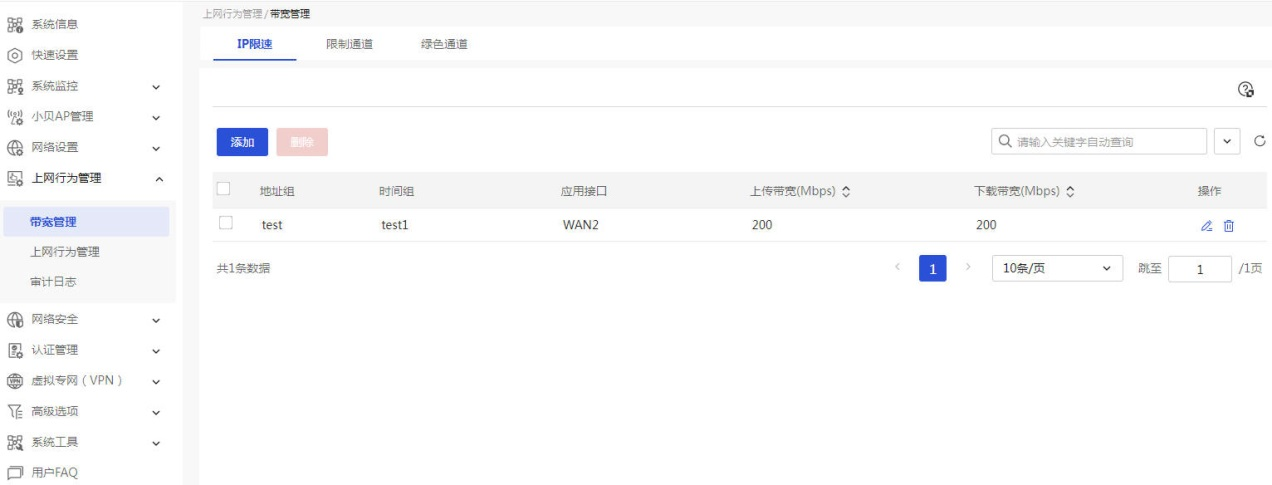 系统信息
快速设置
系统监控
小贝AP管理
网络设置
上网行为管理
带宽管理
上网行为管理
审计日志
网络安全
认证管理
虚拟专网（VPN）
高级选项
系统工具
用户FAQ
上网行为管理/带宽管理
IP限速 限制通道 绿色通道
添加 删除 请输入关键字自动查询
地址组 时间组 应用接口 上传带宽(Mbps) 下载带宽(Mbps) 操作
test test1 WAN2 200 200
共1条数据 < 1 > 10条/页 跳至 1 /1页